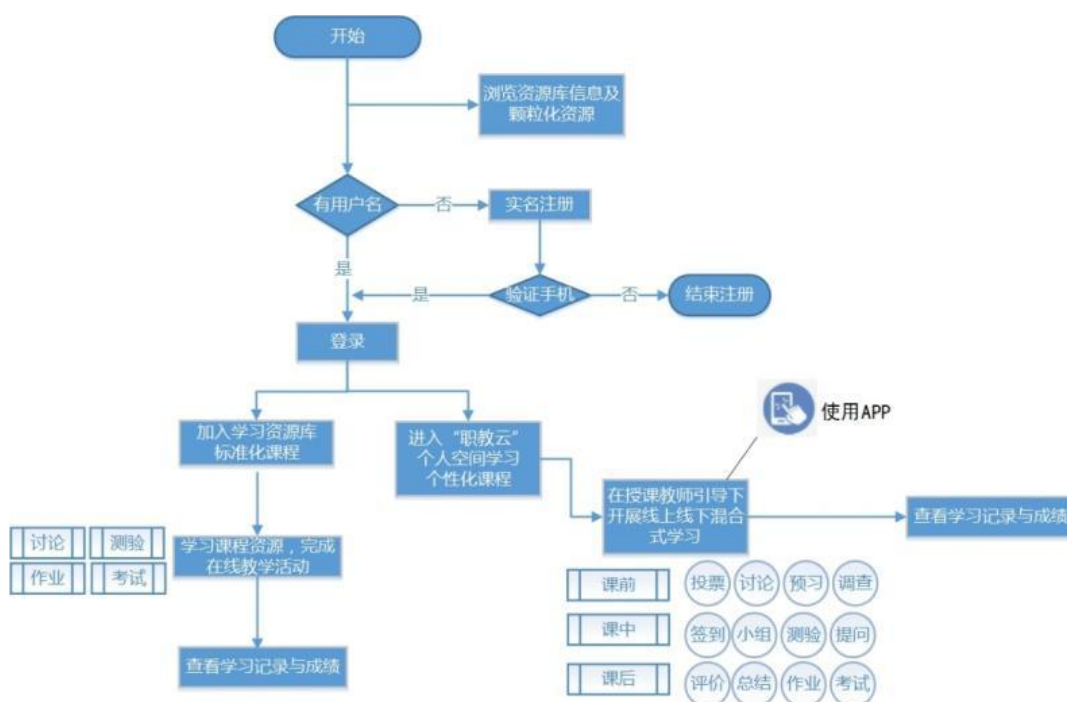 开始
浏览资源库信息及
颗粒化资源
有用户名
否
实名注册
是
是
验证手机
否
结束注册
登录
使用APP
加入学习资源库
标准化课程
进入“职教云”
个人空间学习
个性化课程
在授课教师引导下
开展线上线下混合
式学习
查看学习记录与成绩
讨论
测验
作业
考试
学习课程资源，完成
在线教学活动
课前
投票
讨论
预习
调查
课中
签到
小组
测验
提问
查看学习记录与成绩
课后
评价
总结
作业
考试